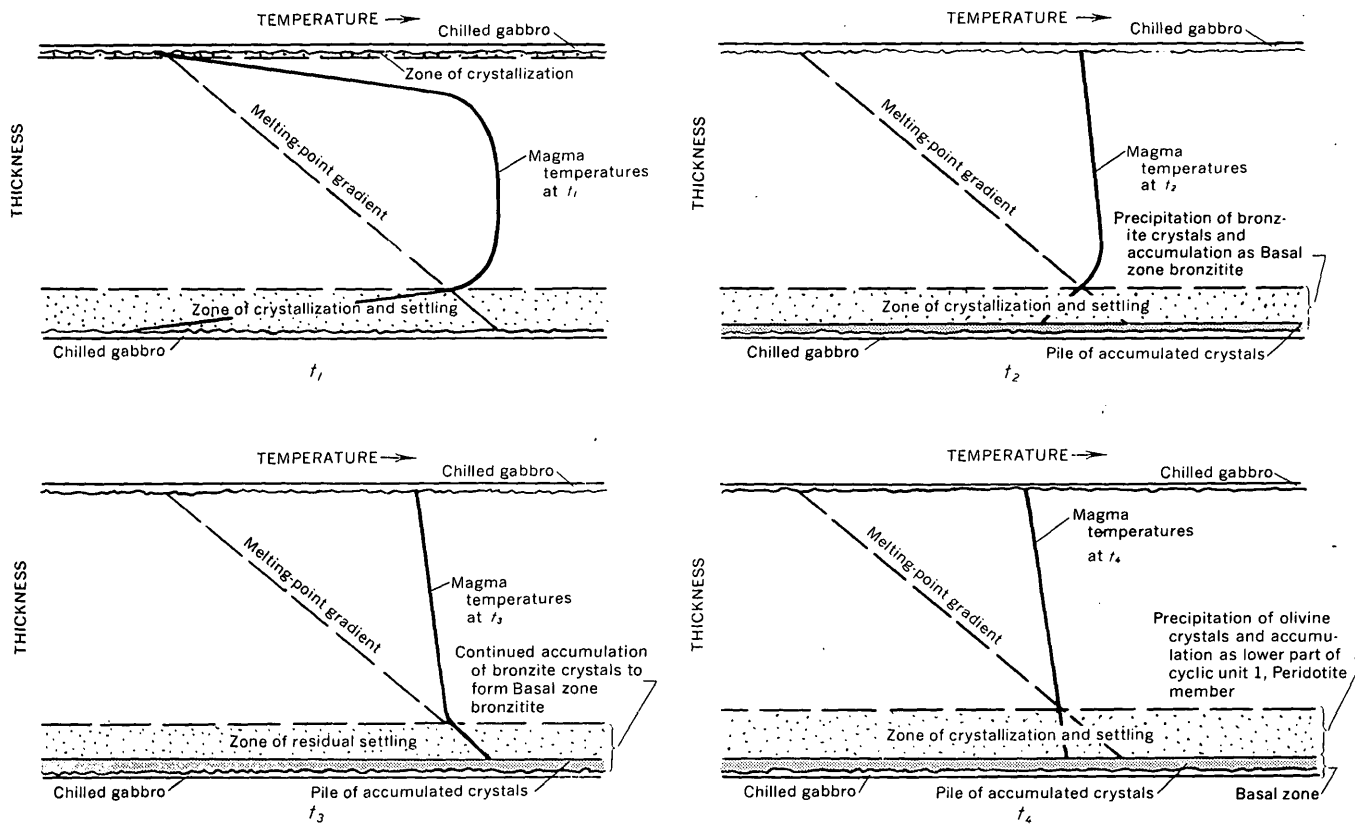 TEMPERATURE
Chilled gabbro
Zone of crystallization
THICKNESS
Melting-point gradient
Magma
temperatures
at t₁
Zone of crystallization and settling
Chilled gabbro
t₁
TEMPERATURE
Chilled gabbro
THICKNESS
Melting-point gradient
Magma
temperatures
at t₂
Precipitation of bronz-
ite crystals and
accumulation as Basal
zone bronzitite
Zone of crystallization and settling
Chilled gabbro
Pile of accumulated crystals
t₂
TEMPERATURE
Chilled gabbro
THICKNESS
Melting-point gradient
Magma
temperatures
at t₃
Continued accumulation
of bronzite crystals to
form Basal zone
bronzitite
Zone of residual settling
Chilled gabbro
Pile of accumulated crystals
t₃
TEMPERATURE
Chilled gabbro
THICKNESS
Melting-point gradient
Magma
temperatures
at t₄
Precipitation of olivine
crystals and accumu-
lation as lower part of
cyclic unit 1, Peridotite
member
Zone of crystallization and settling
Chilled gabbro
Pile of accumulated crystals
Basal zone
t₄